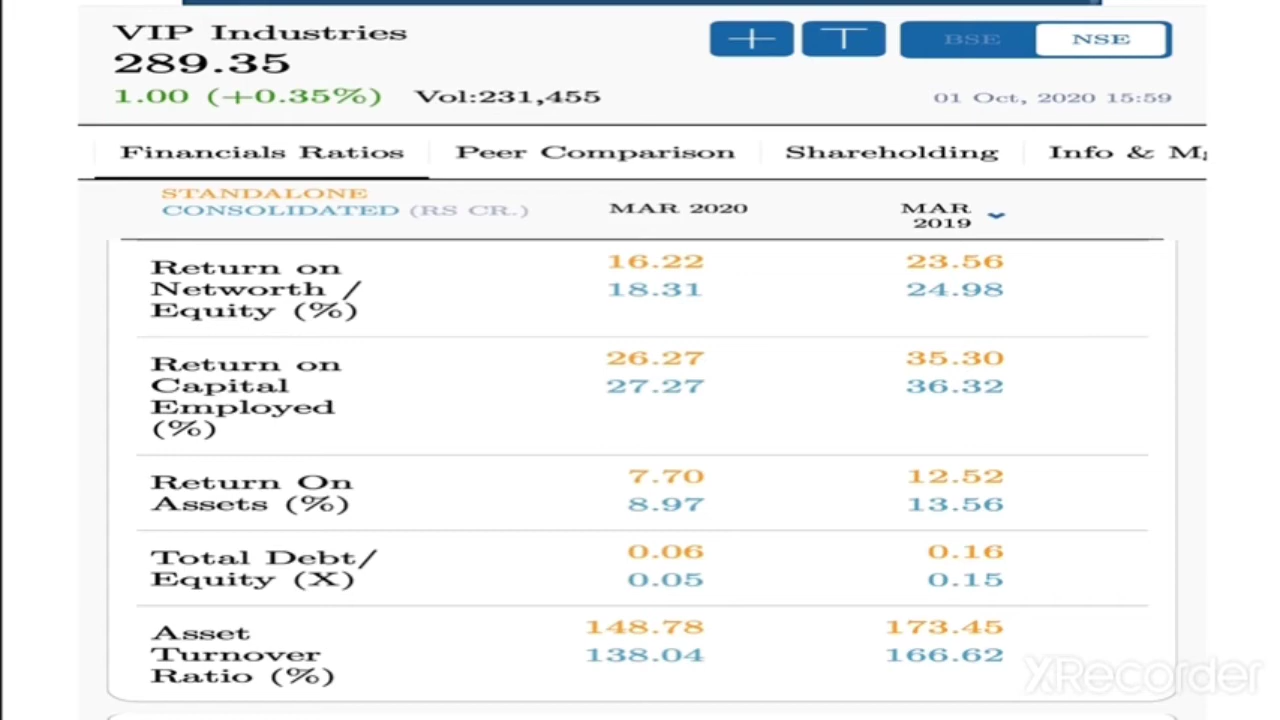 VIP Industries
289.35
1.00 (+0.35%) Vol:231,455
BSE NSE
01 Oct, 2020 15:59
Financials Ratios Peer Comparison Shareholding Info & M
STANDALONE
CONSOLIDATED (RS CR.) MAR 2020 MAR 2019
Return on 16.22 23.56
Networth / 18.31 24.98
Equity (%)
Return on 26.27 35.30
Capital 27.27 36.32
Employed
(%)
Return On 7.70 12.52
Assets (%) 8.97 13.56
Total Debt/ 0.06 0.16
Equity (X) 0.05 0.15
Asset 148.78 173.45
Turnover 138.04 166.62
Ratio (%)
XRecorder